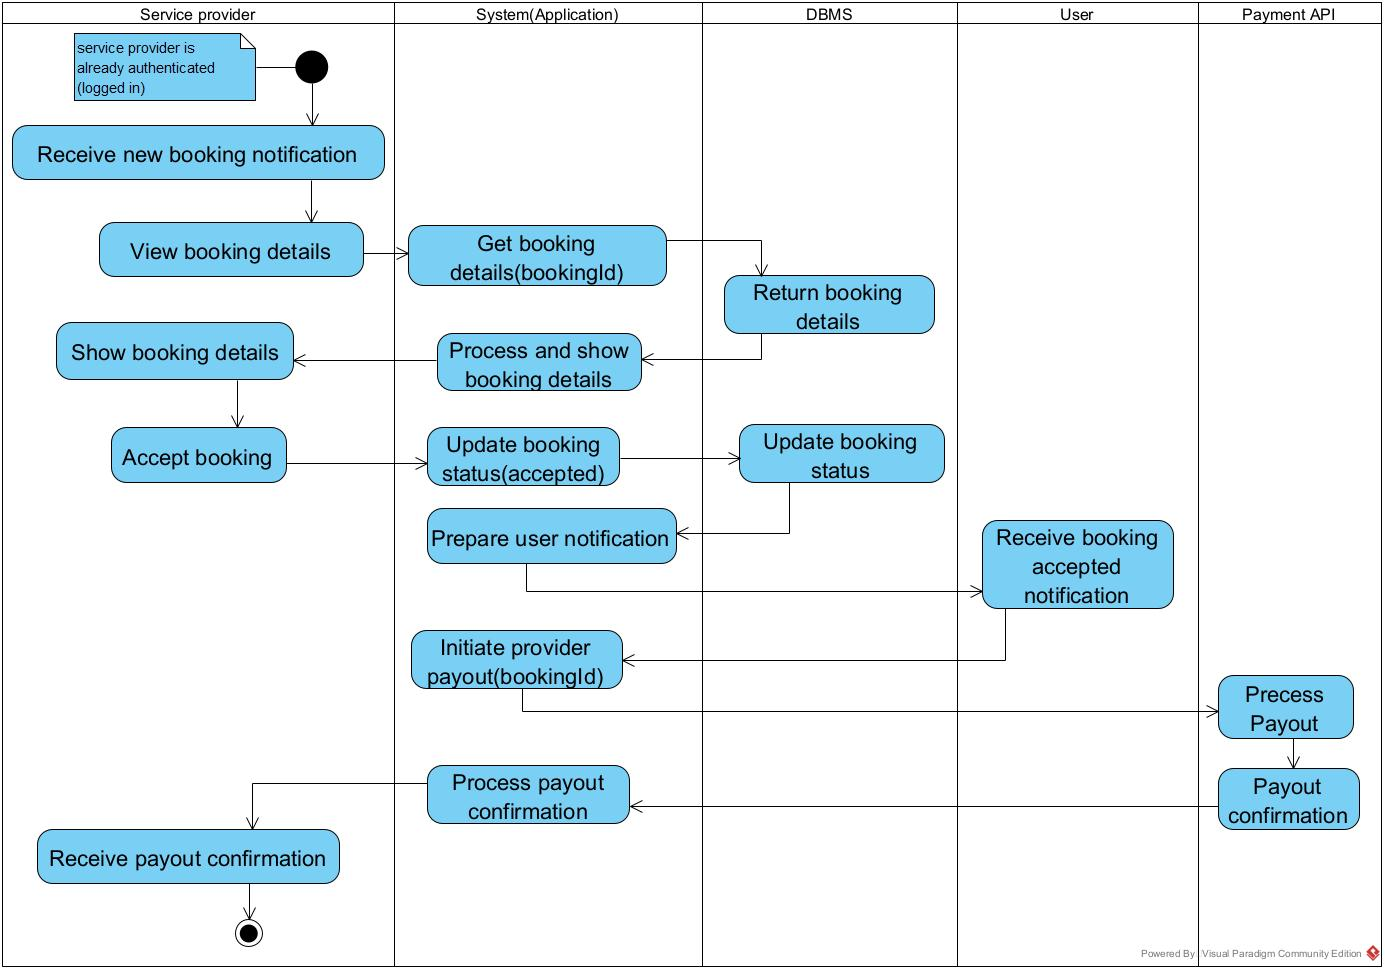 Service provider
System(Application)
DBMS
User
Payment API
service provider is
already authenticated
(logged in)
Receive new booking notification
View booking details
Get booking
details(bookingId)
Return booking
details
Show booking details
Process and show
booking details
Accept booking
Update booking
status(accepted)
Update booking
status
Prepare user notification
Receive booking
accepted
notification
Initiate provider
payout(bookingId)
Precess
Payout
Process payout
confirmation
Payout
confirmation
Receive payout confirmation
Powered By Visual Paradigm Community Edition